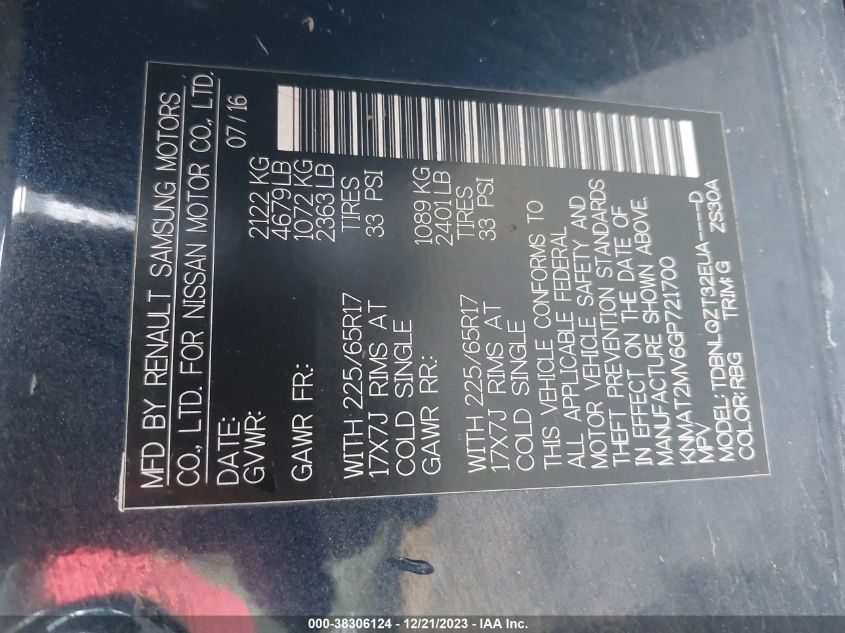 MFD BY RENAULT SAMSUNG MOTORS
CO., LTD. FOR NISSAN MOTOR CO., LTD.
DATE: 07/16
GVWR: 2122 KG
4679 LB
GAWR FR: 1072 KG
2363 LB
WITH 225/65R17 TIRES
17X7J RIMS AT 33 PSI
COLD SINGLE
GAWR RR: 1089 KG
2401 LB
WITH 225/65R17 TIRES
17X7J RIMS AT 33 PSI
COLD SINGLE
THIS VEHICLE CONFORMS TO
ALL APPLICABLE FEDERAL
MOTOR VEHICLE SAFETY AND
THEFT PREVENTION STANDARDS
IN EFFECT ON THE DATE OF
MANUFACTURE SHOWN ABOVE.
KNMAT2MV6GP721700
MPV
MODEL: TDBNLQZT32EUA-----D
COLOR: RBG TRIM: G ZS30A
000-38306124 - 12/21/2023 - IAA Inc.